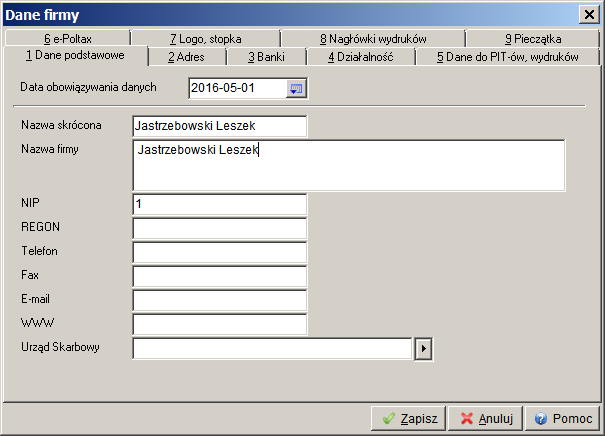 Dane firmy
6 e-Poltax 7 Logo, stopka 8 Nagłówki wydruków 9 Pieczątka
1 Dane podstawowe 2 Adres 3 Banki 4 Działalność 5 Dane do PIT-ów, wydruków
Data obowiązywania danych 2016-05-01
Nazwa skrócona Jastrzebowski Leszek
Nazwa firmy Jastrzebowski Leszek
NIP 1
REGON
Telefon
Fax
E-mail
WWW
Urząd Skarbowy
Zapisz Anuluj Pomoc